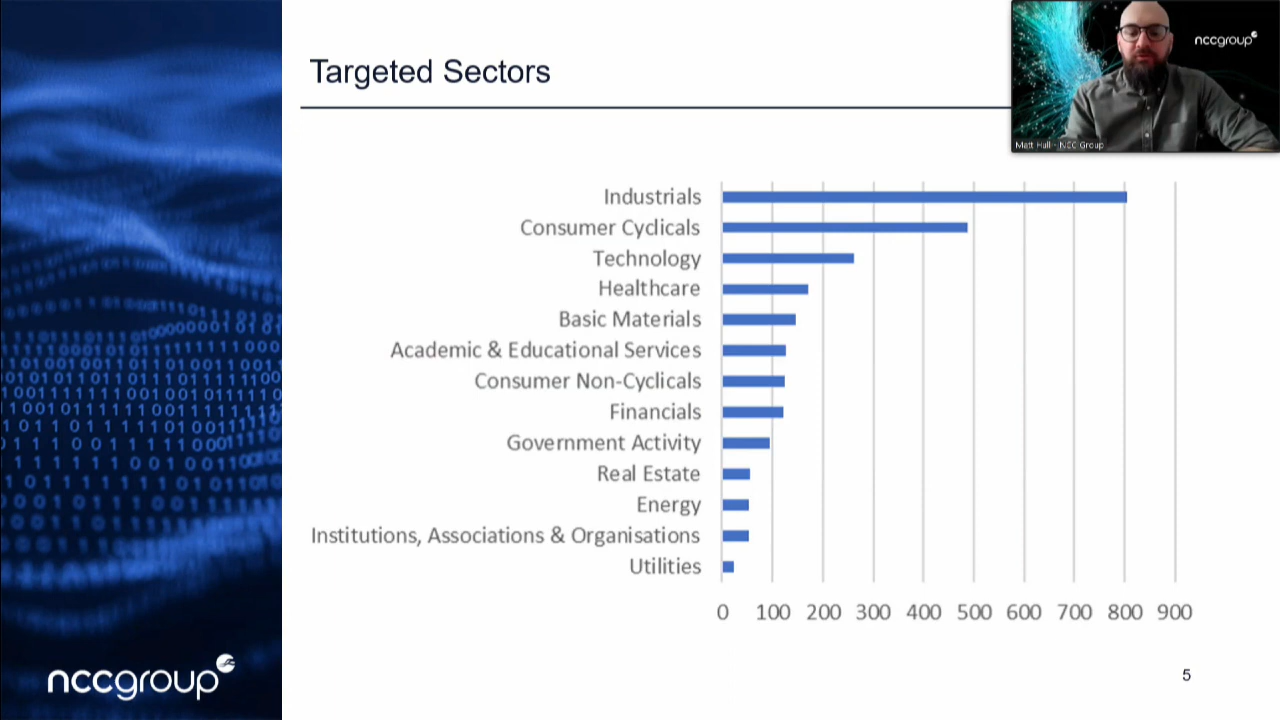 Targeted Sectors
nccgroup
Matt Hull - NCC Group
Industrials
Consumer Cyclicals
Technology
Healthcare
Basic Materials
Academic & Educational Services
Consumer Non-Cyclicals
Financials
Government Activity
Real Estate
Energy
Institutions, Associations & Organisations
Utilities
0 100 200 300 400 500 600 700 800 900
nccgroup
5